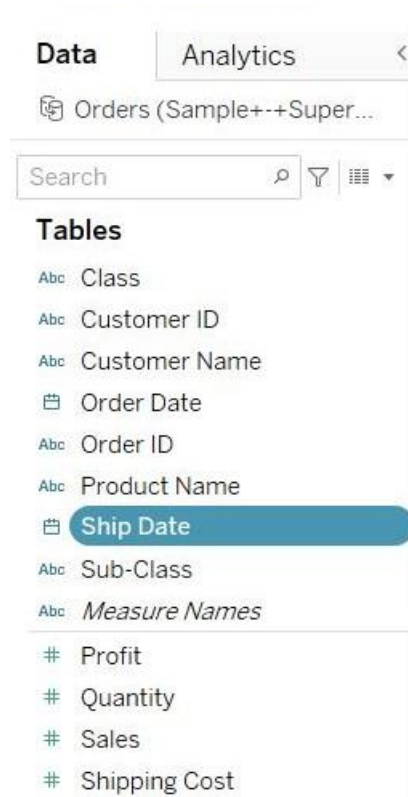 Data Analytics
Orders (Sample+-+Super...
Search
Tables
Abc Class
Abc Customer ID
Abc Customer Name
Order Date
Abc Order ID
Abc Product Name
Ship Date
Abc Sub-Class
Abc Measure Names
# Profit
# Quantity
# Sales
# Shipping Cost